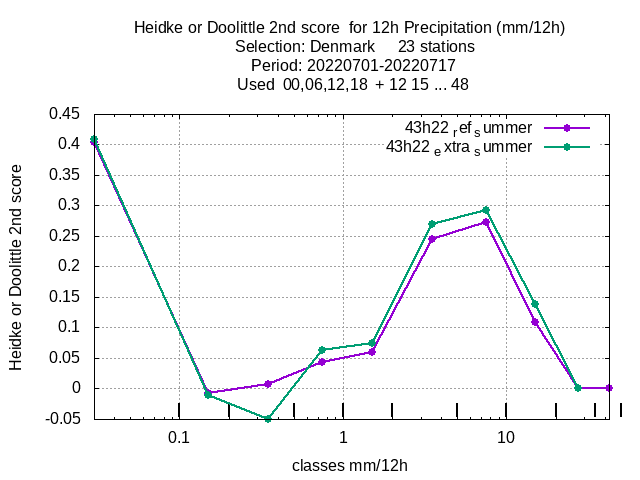 Heidke or Doolittle 2nd score  for 12h Precipitation (mm/12h)
Selection: Denmark     23 stations
Period: 20220701-20220717
Used  00,06,12,18  + 12 15 ... 48
43h22 ref summer
43h22 extra summer
Heidke or Doolittle 2nd score
0.45
0.4
0.35
0.3
0.25
0.2
0.15
0.1
0.05
0
-0.05
0.1
1
10
classes mm/12h